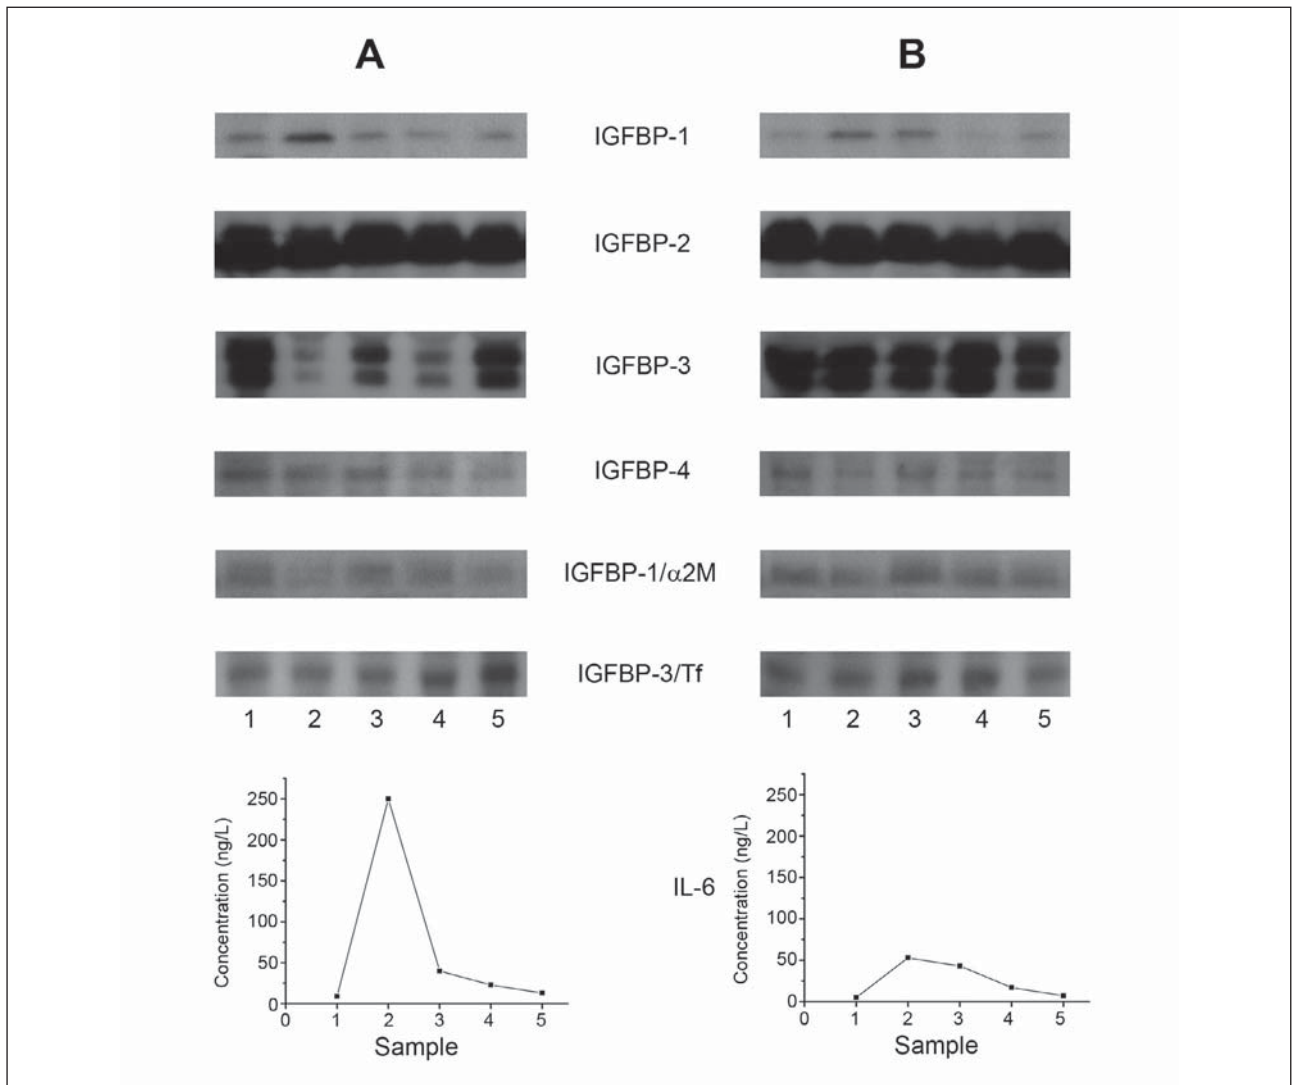 A B
IGFBP-1
IGFBP-2
IGFBP-3
IGFBP-4
IGFBP-1/α2M
IGFBP-3/Tf
1 2 3 4 5 1 2 3 4 5
250
200
150
100
50
0
Concentration (ng/L)
0 1 2 3 4 5
Sample
IL-6
250
200
150
100
50
0
Concentration (ng/L)
0 1 2 3 4 5
Sample